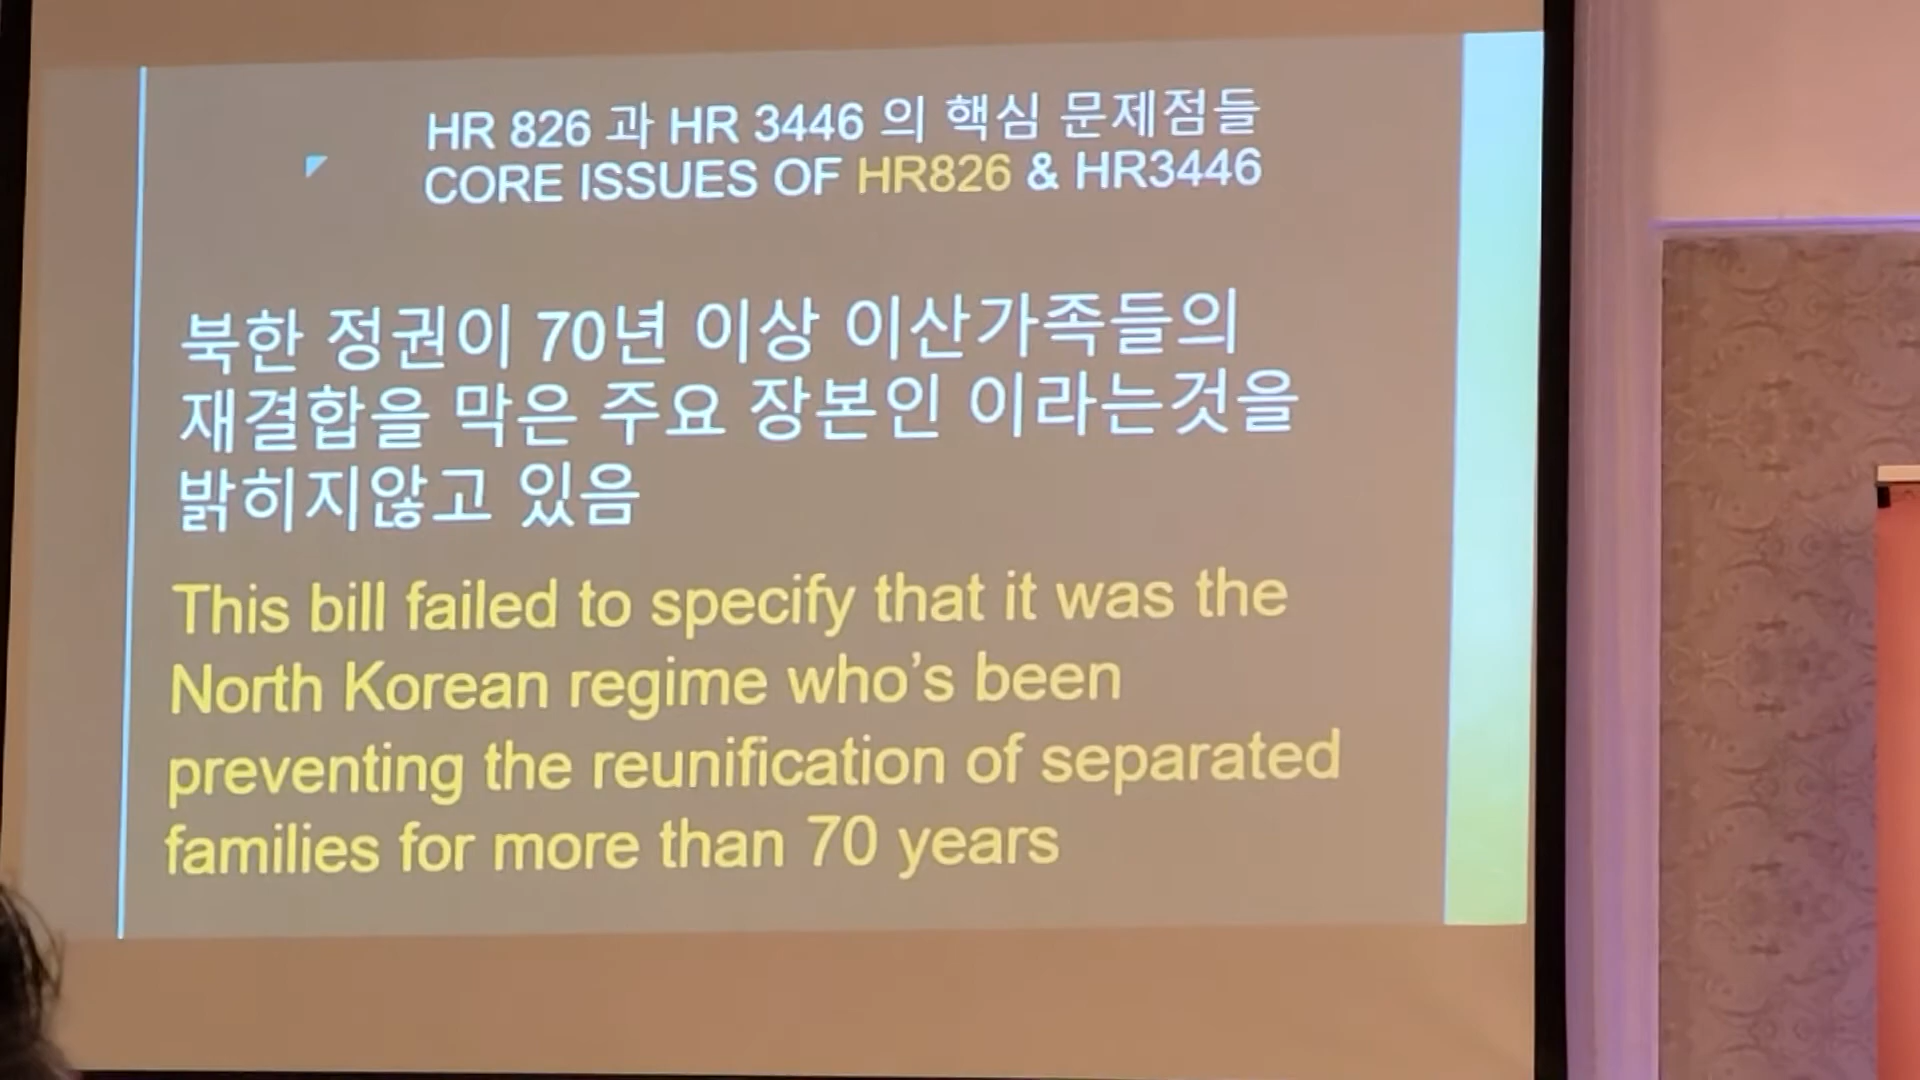 HR 826 과 HR 3446 의 핵심 문제점들
CORE ISSUES OF HR826 & HR3446
북한 정권이 70년 이상 이산가족들의
재결합을 막은 주요 장본인 이라는것을
밝히지않고 있음
This bill failed to specify that it was the
North Korean regime who’s been
preventing the reunification of separated
families for more than 70 years